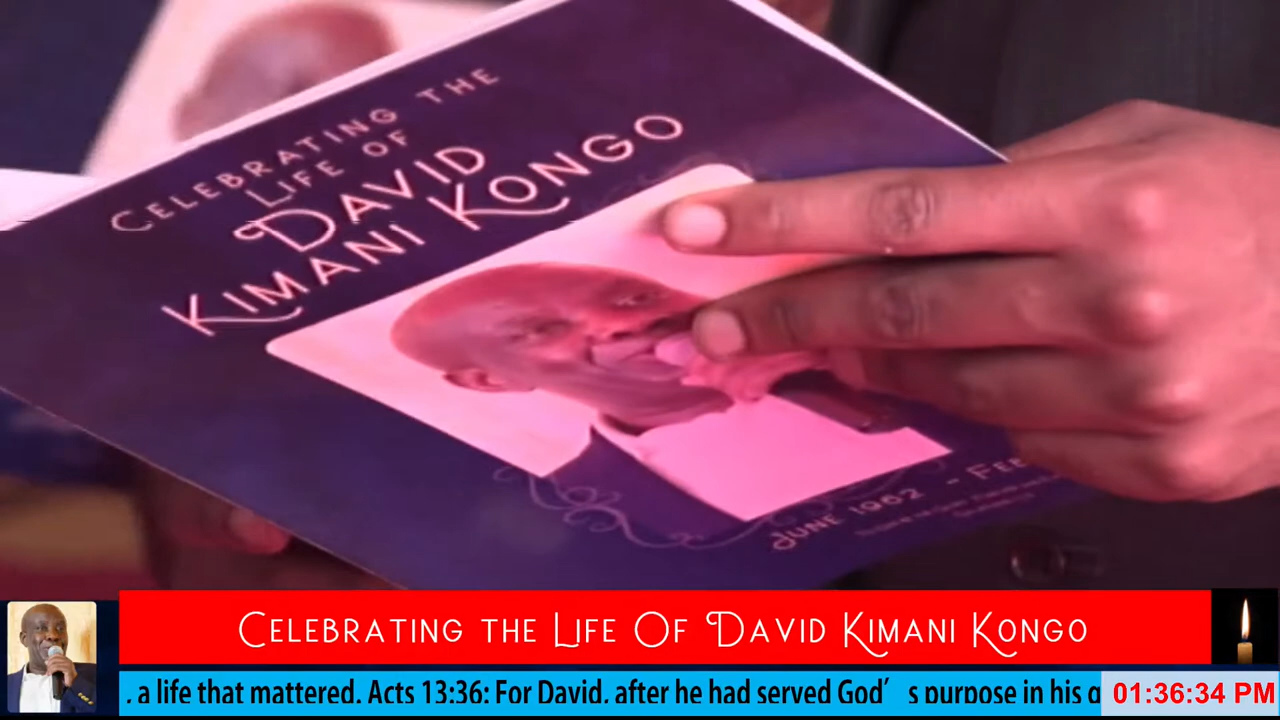 CELEBRATING THE
LIFE OF
DAVID
KIMANI KONGO
JUNE 1962 - FEB
CELEBRATING THE LIFE OF DAVID KIMANI KONGO
. a life that mattered. Acts 13:36: For David, after he had served God's purpose in his
01:36:34 PM